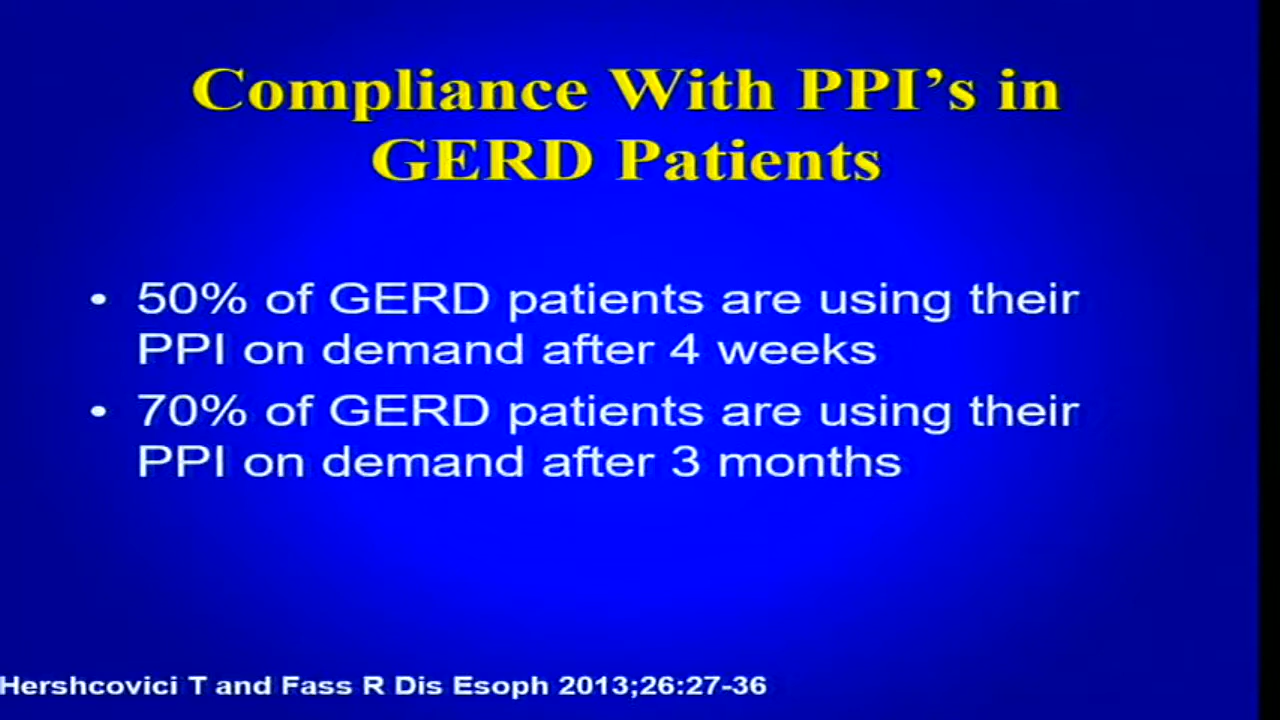 Compliance With PPI’s in
GERD Patients
• 50% of GERD patients are using their
PPI on demand after 4 weeks
• 70% of GERD patients are using their
PPI on demand after 3 months
Hershcovici T and Fass R Dis Esoph 2013;26:27-36